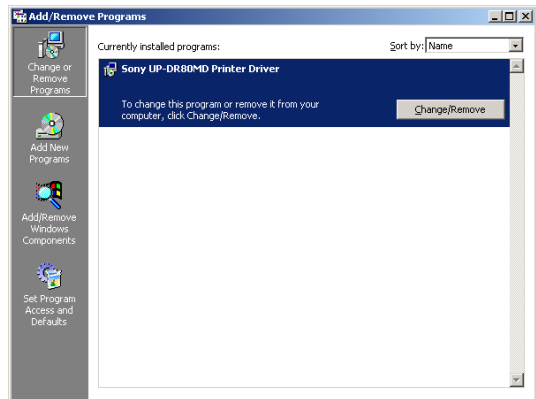 Add/Remove Programs
Currently installed programs:
Sort by: Name
Change or
Remove
Programs
Sony UP-DR80MD Printer Driver
To change this program or remove it from your
computer, click Change/Remove.
Change/Remove
Add New
Programs
Add/Remove
Windows
Components
Set Program
Access and
Defaults